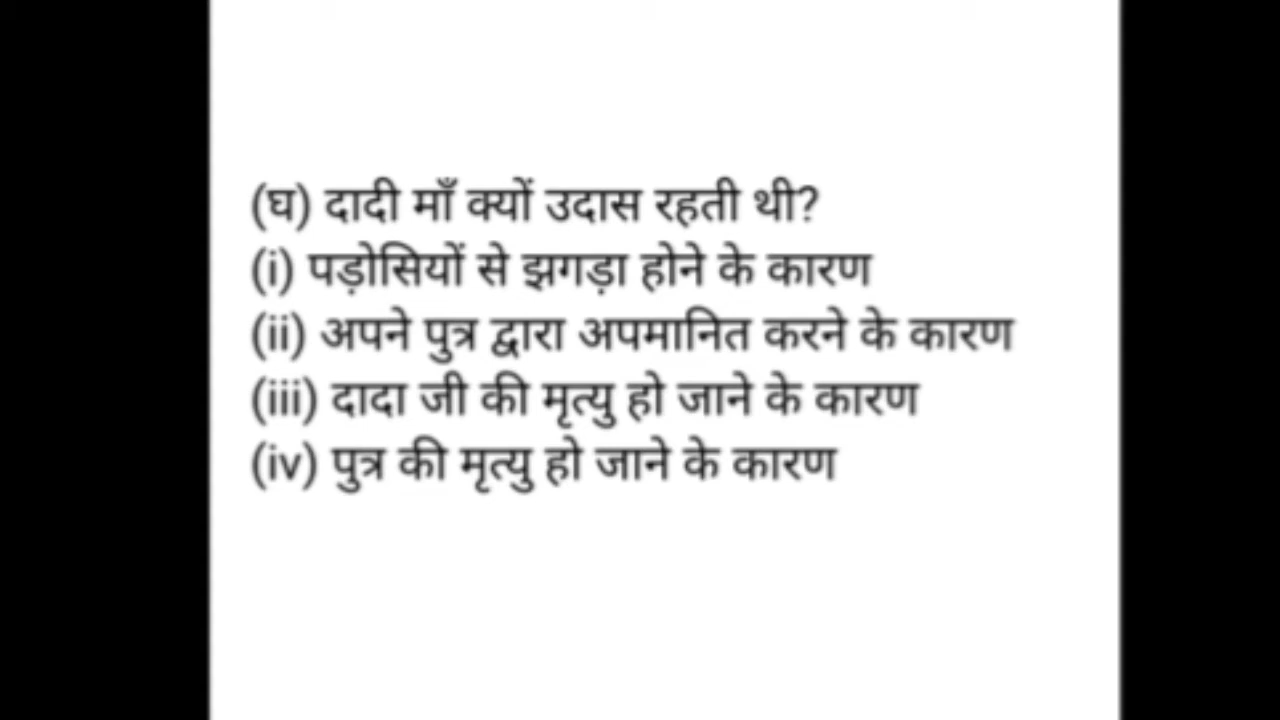 (घ) दादी माँ क्यों उदास रहती थी?
(i) पड़ोसियों से झगड़ा होने के कारण
(ii) अपने पुत्र द्वारा अपमानित करने के कारण
(iii) दादा जी की मृत्यु हो जाने के कारण
(iv) पुत्र की मृत्यु हो जाने के कारण